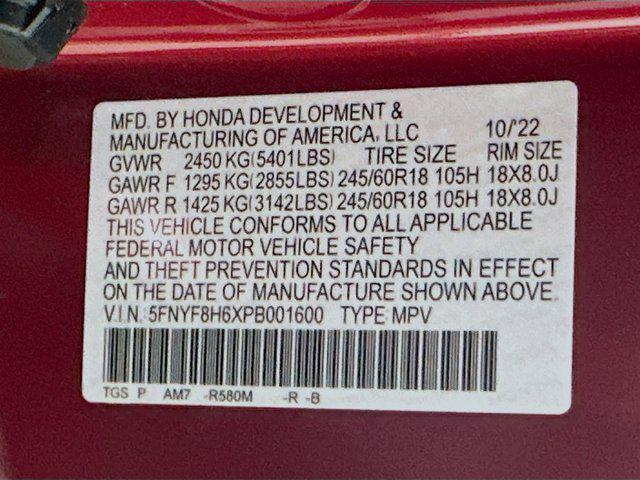 MFD. BY HONDA DEVELOPMENT &
MANUFACTURING OF AMERICA, LLC 10/'22
GVWR 2450 KG(5401LBS) TIRE SIZE RIM SIZE
GAWR F 1295 KG(2855LBS) 245/60R18 105H 18X8.0J
GAWR R 1425 KG(3142LBS) 245/60R18 105H 18X8.0J
THIS VEHICLE CONFORMS TO ALL APPLICABLE
FEDERAL MOTOR VEHICLE SAFETY
AND THEFT PREVENTION STANDARDS IN EFFECT
ON THE DATE OF MANUFACTURE SHOWN ABOVE.
V.I.N: 5FNYF8H6XPB001600 TYPE: MPV
TGS P AM7 -R580M -R -B